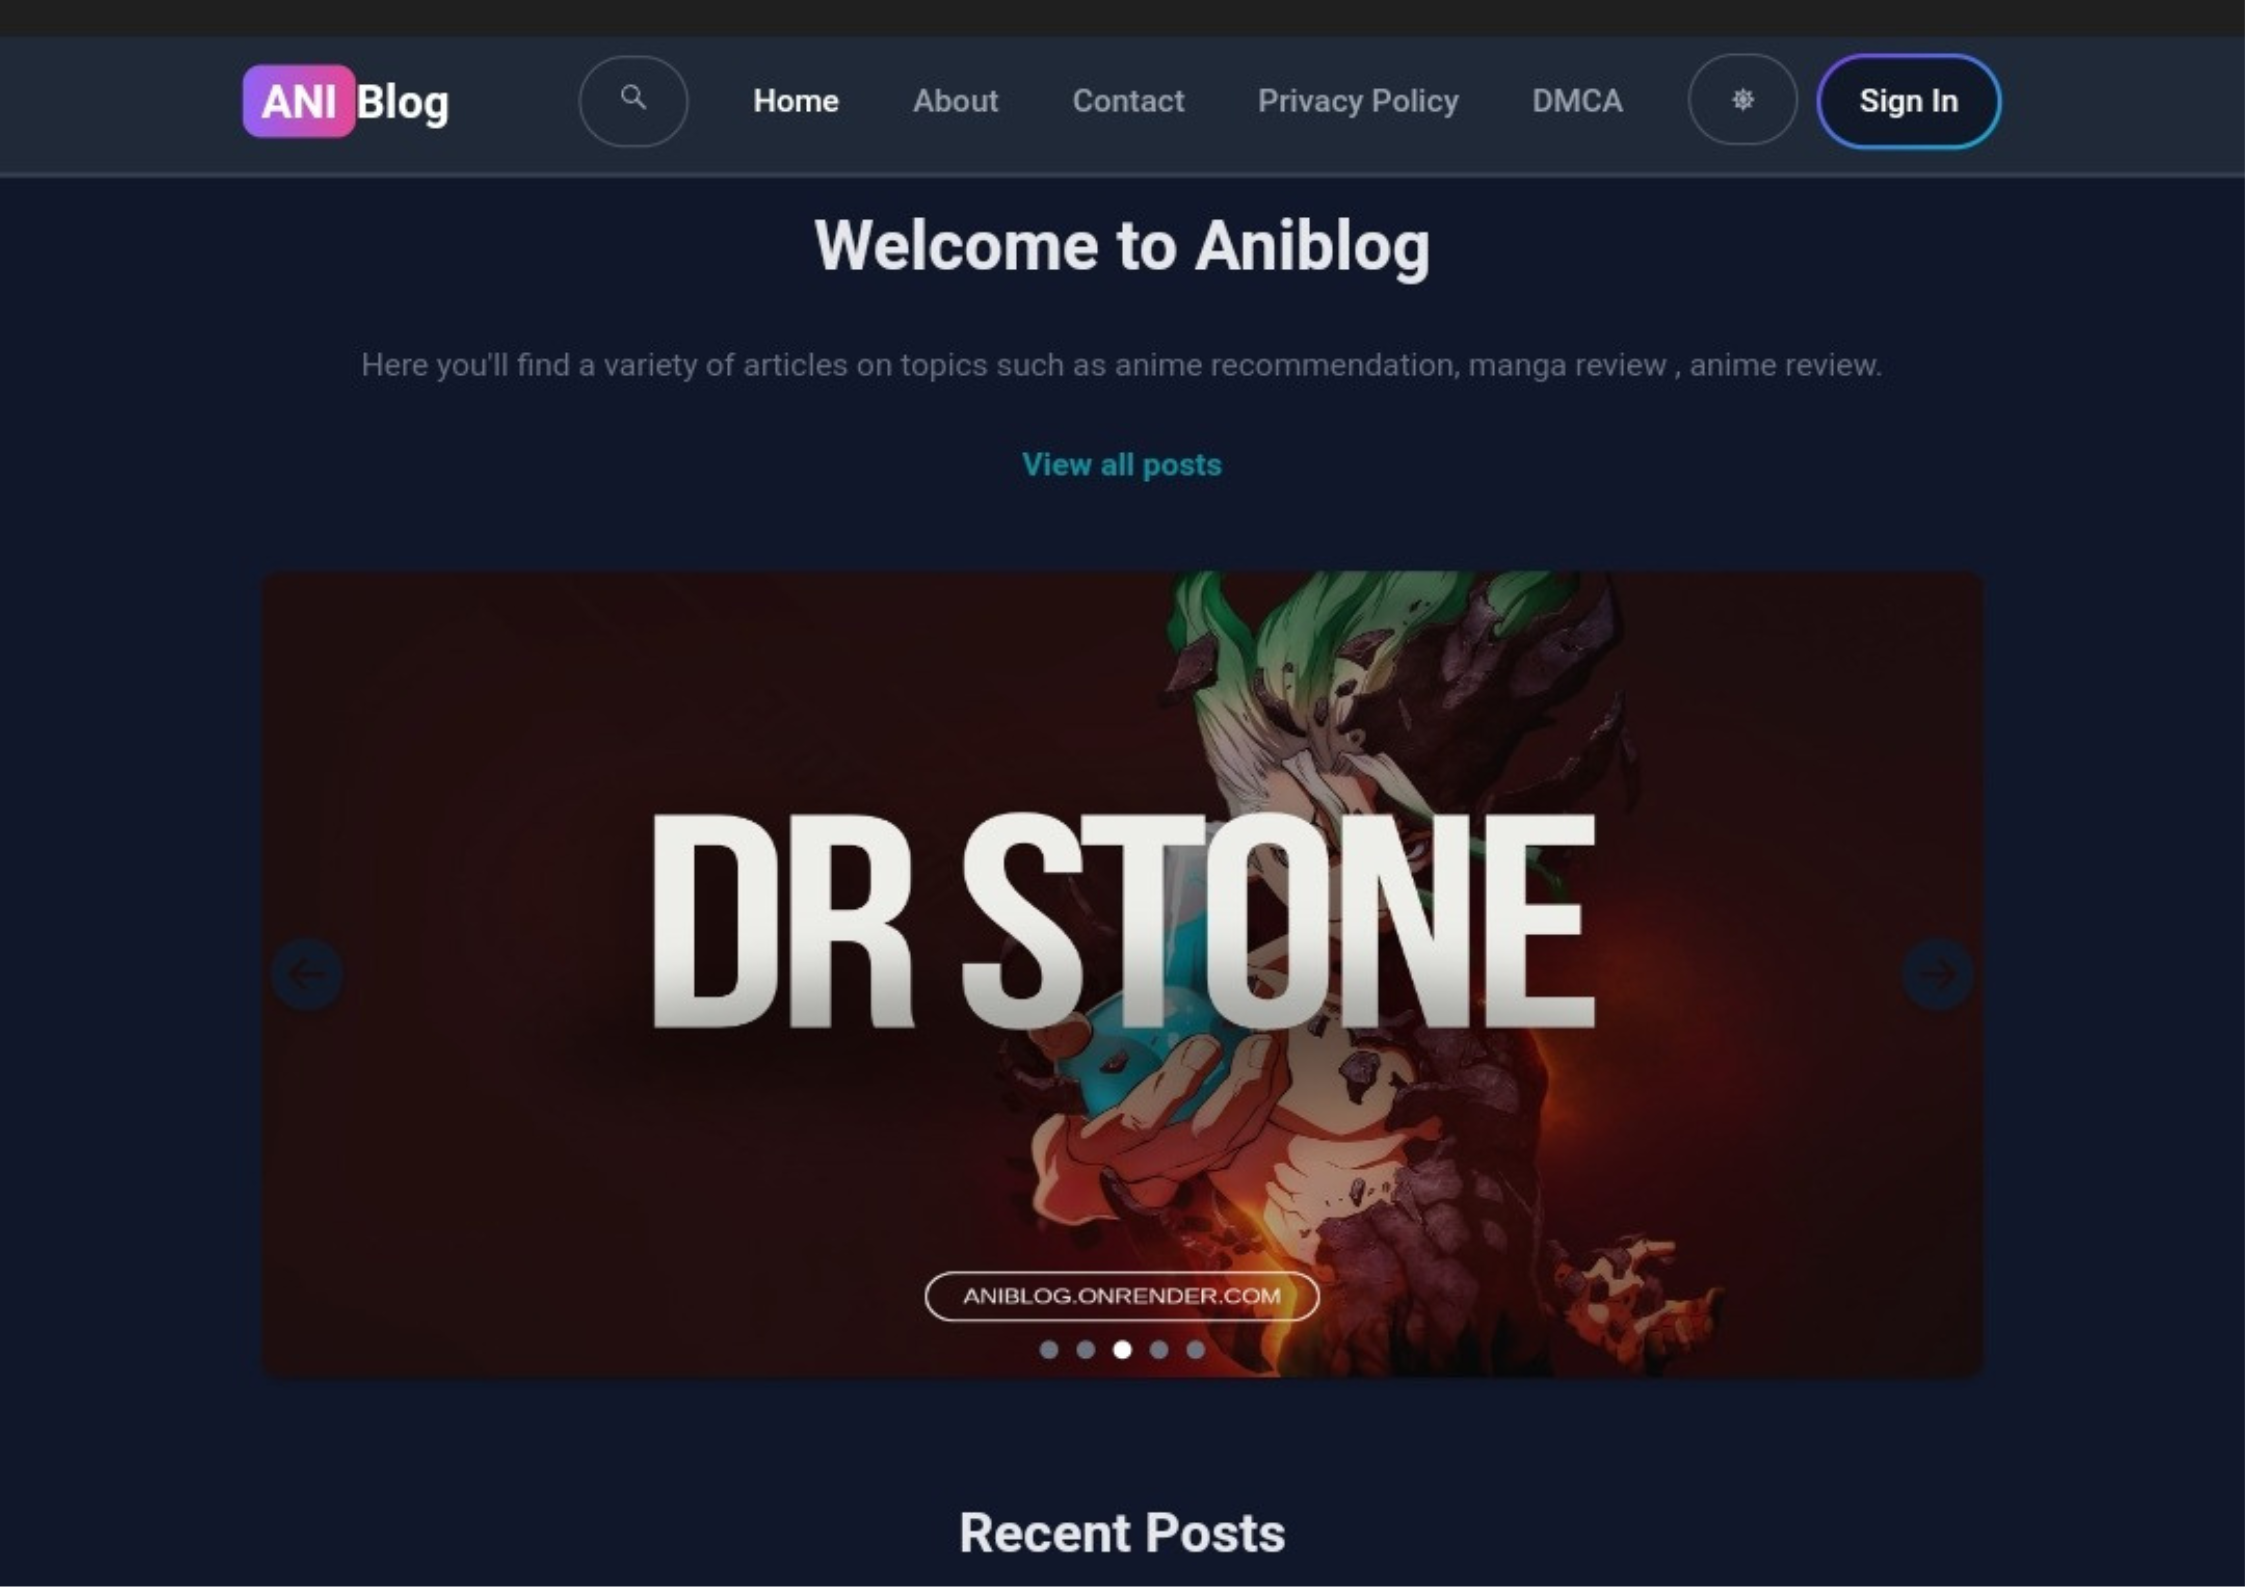 ANI Blog
Home About Contact Privacy Policy DMCA Sign In
Welcome to Aniblog
Here you'll find a variety of articles on topics such as anime recommendation, manga review , anime review.
View all posts
DR STONE
ANIBLOG.ONRENDER.COM
Recent Posts